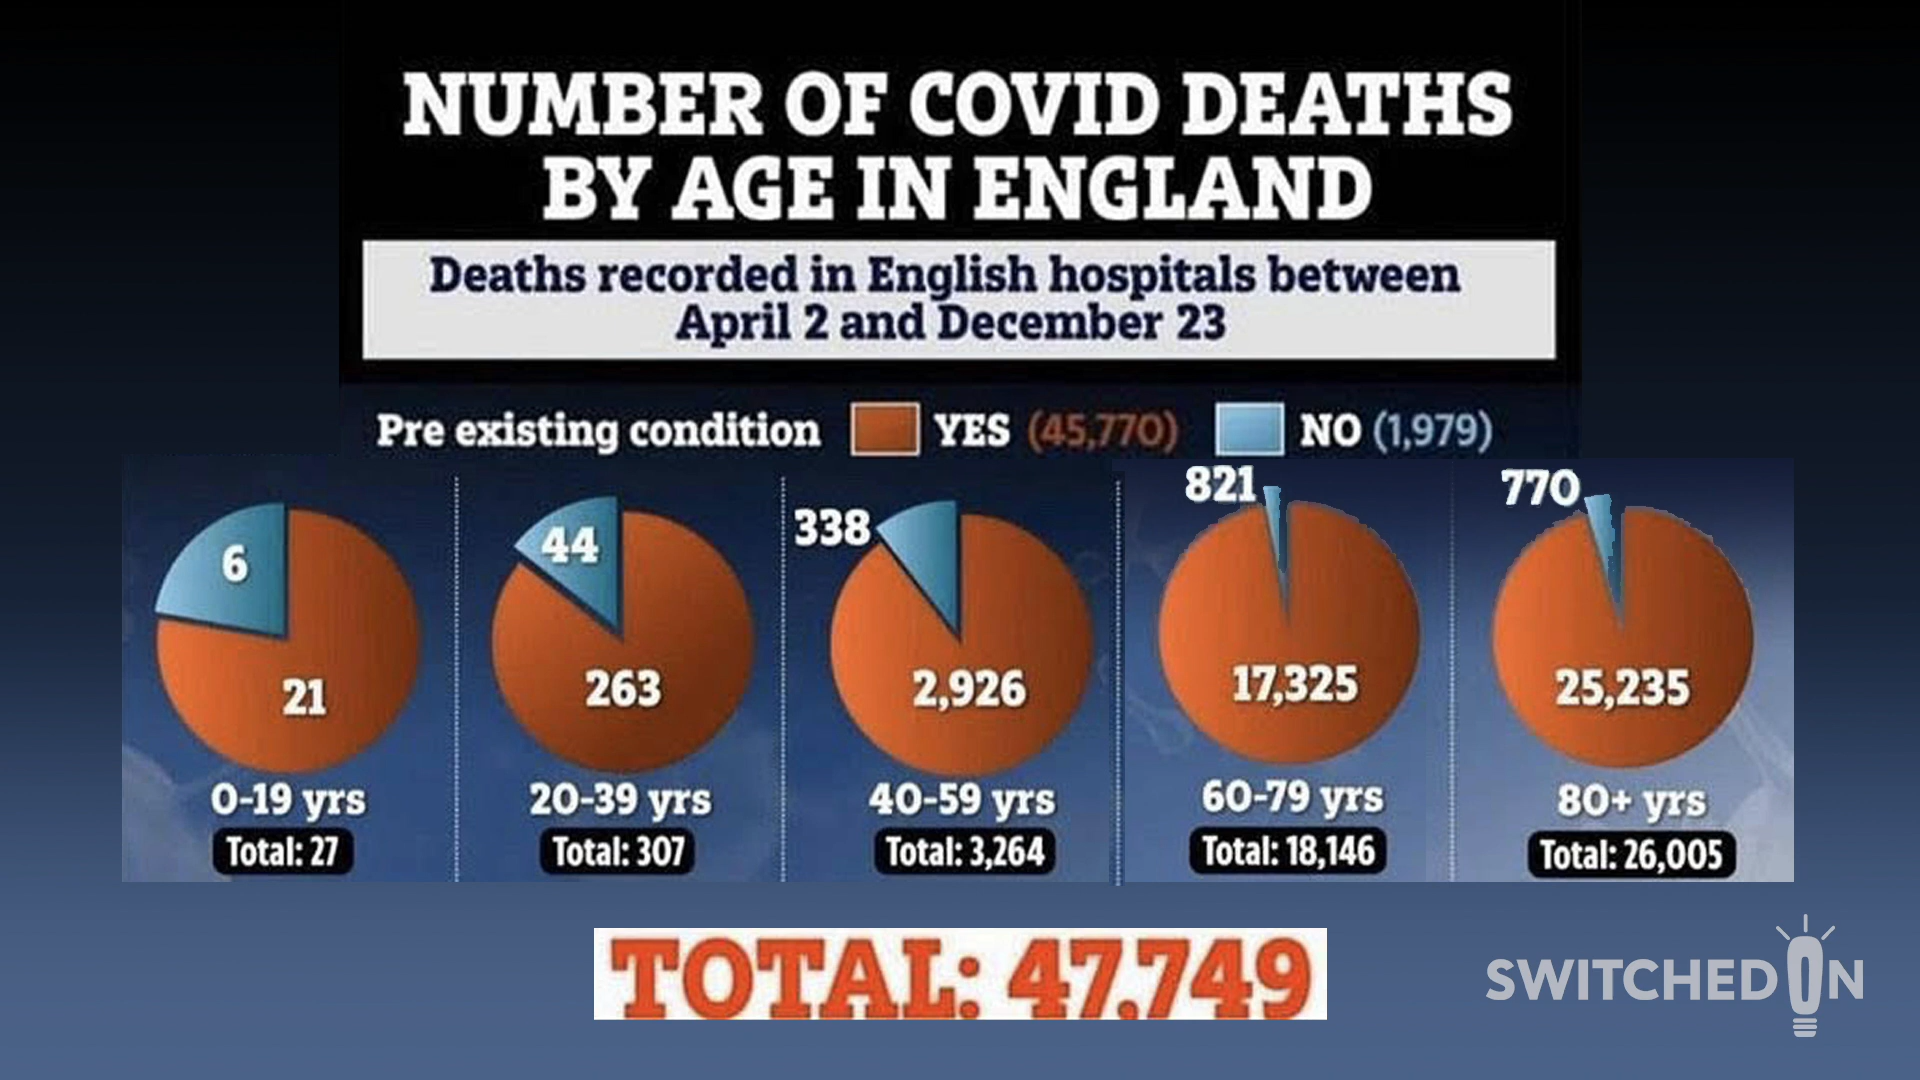 NUMBER OF COVID DEATHS
BY AGE IN ENGLAND
Deaths recorded in English hospitals between
April 2 and December 23
Pre existing condition YES (45,770) NO (1,979)
6
21
0-19 yrs
Total: 27
44
263
20-39 yrs
Total: 307
338
2,926
40-59 yrs
Total: 3,264
821
17,325
60-79 yrs
Total: 18,146
770
25,235
80+ yrs
Total: 26,005
TOTAL: 47,749
SWITCHED ON